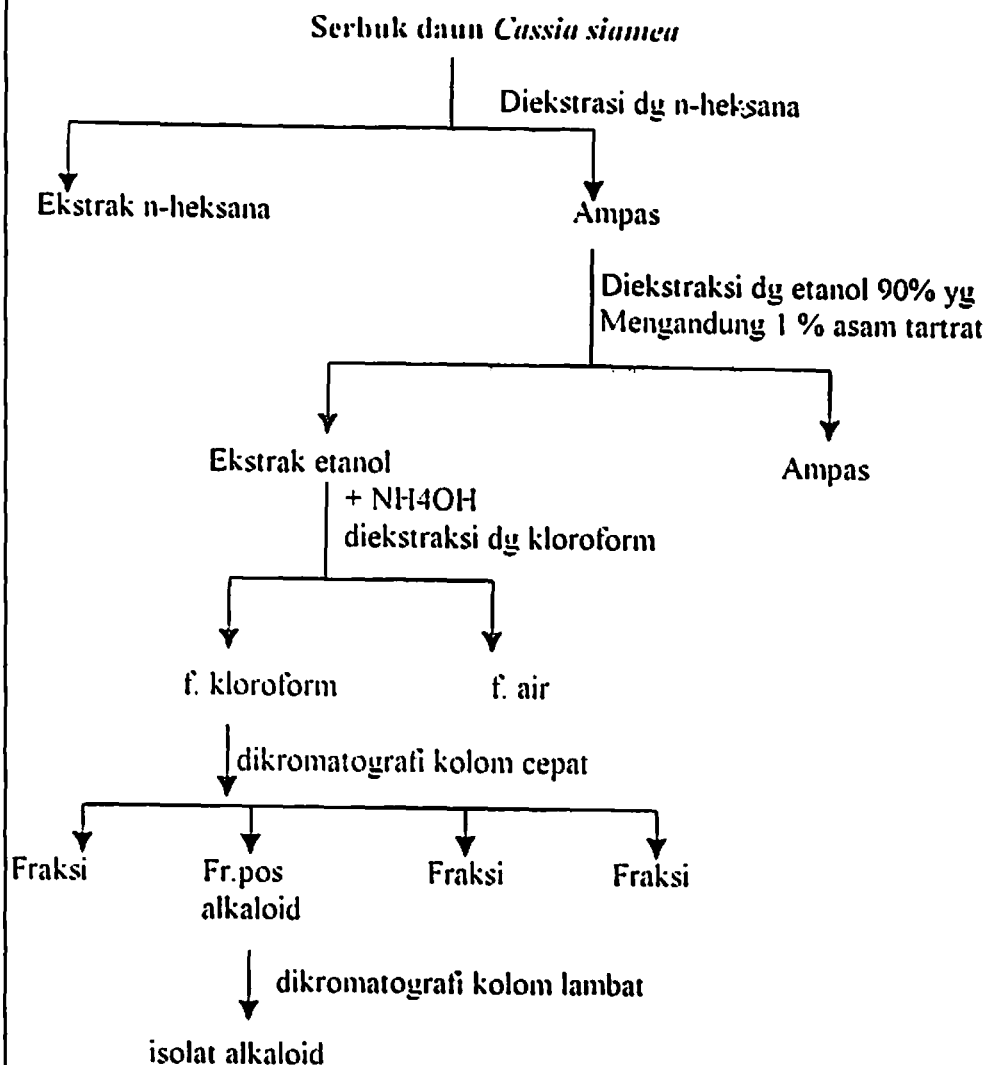 Serbuk daun Cassia siamea
Diekstrasi dg n-heksana
Ekstrak n-heksana
Ampas
Diekstraksi dg etanol 90% yg
Mengandung 1 % asam tartrat
Ekstrak etanol
Ampas
+ NH4OH
diekstraksi dg kloroform
f. kloroform
f. air
dikromatografi kolom cepat
Fraksi
Fr.pos
alkaloid
Fraksi
Fraksi
dikromatografi kolom lambat
isolat alkaloid